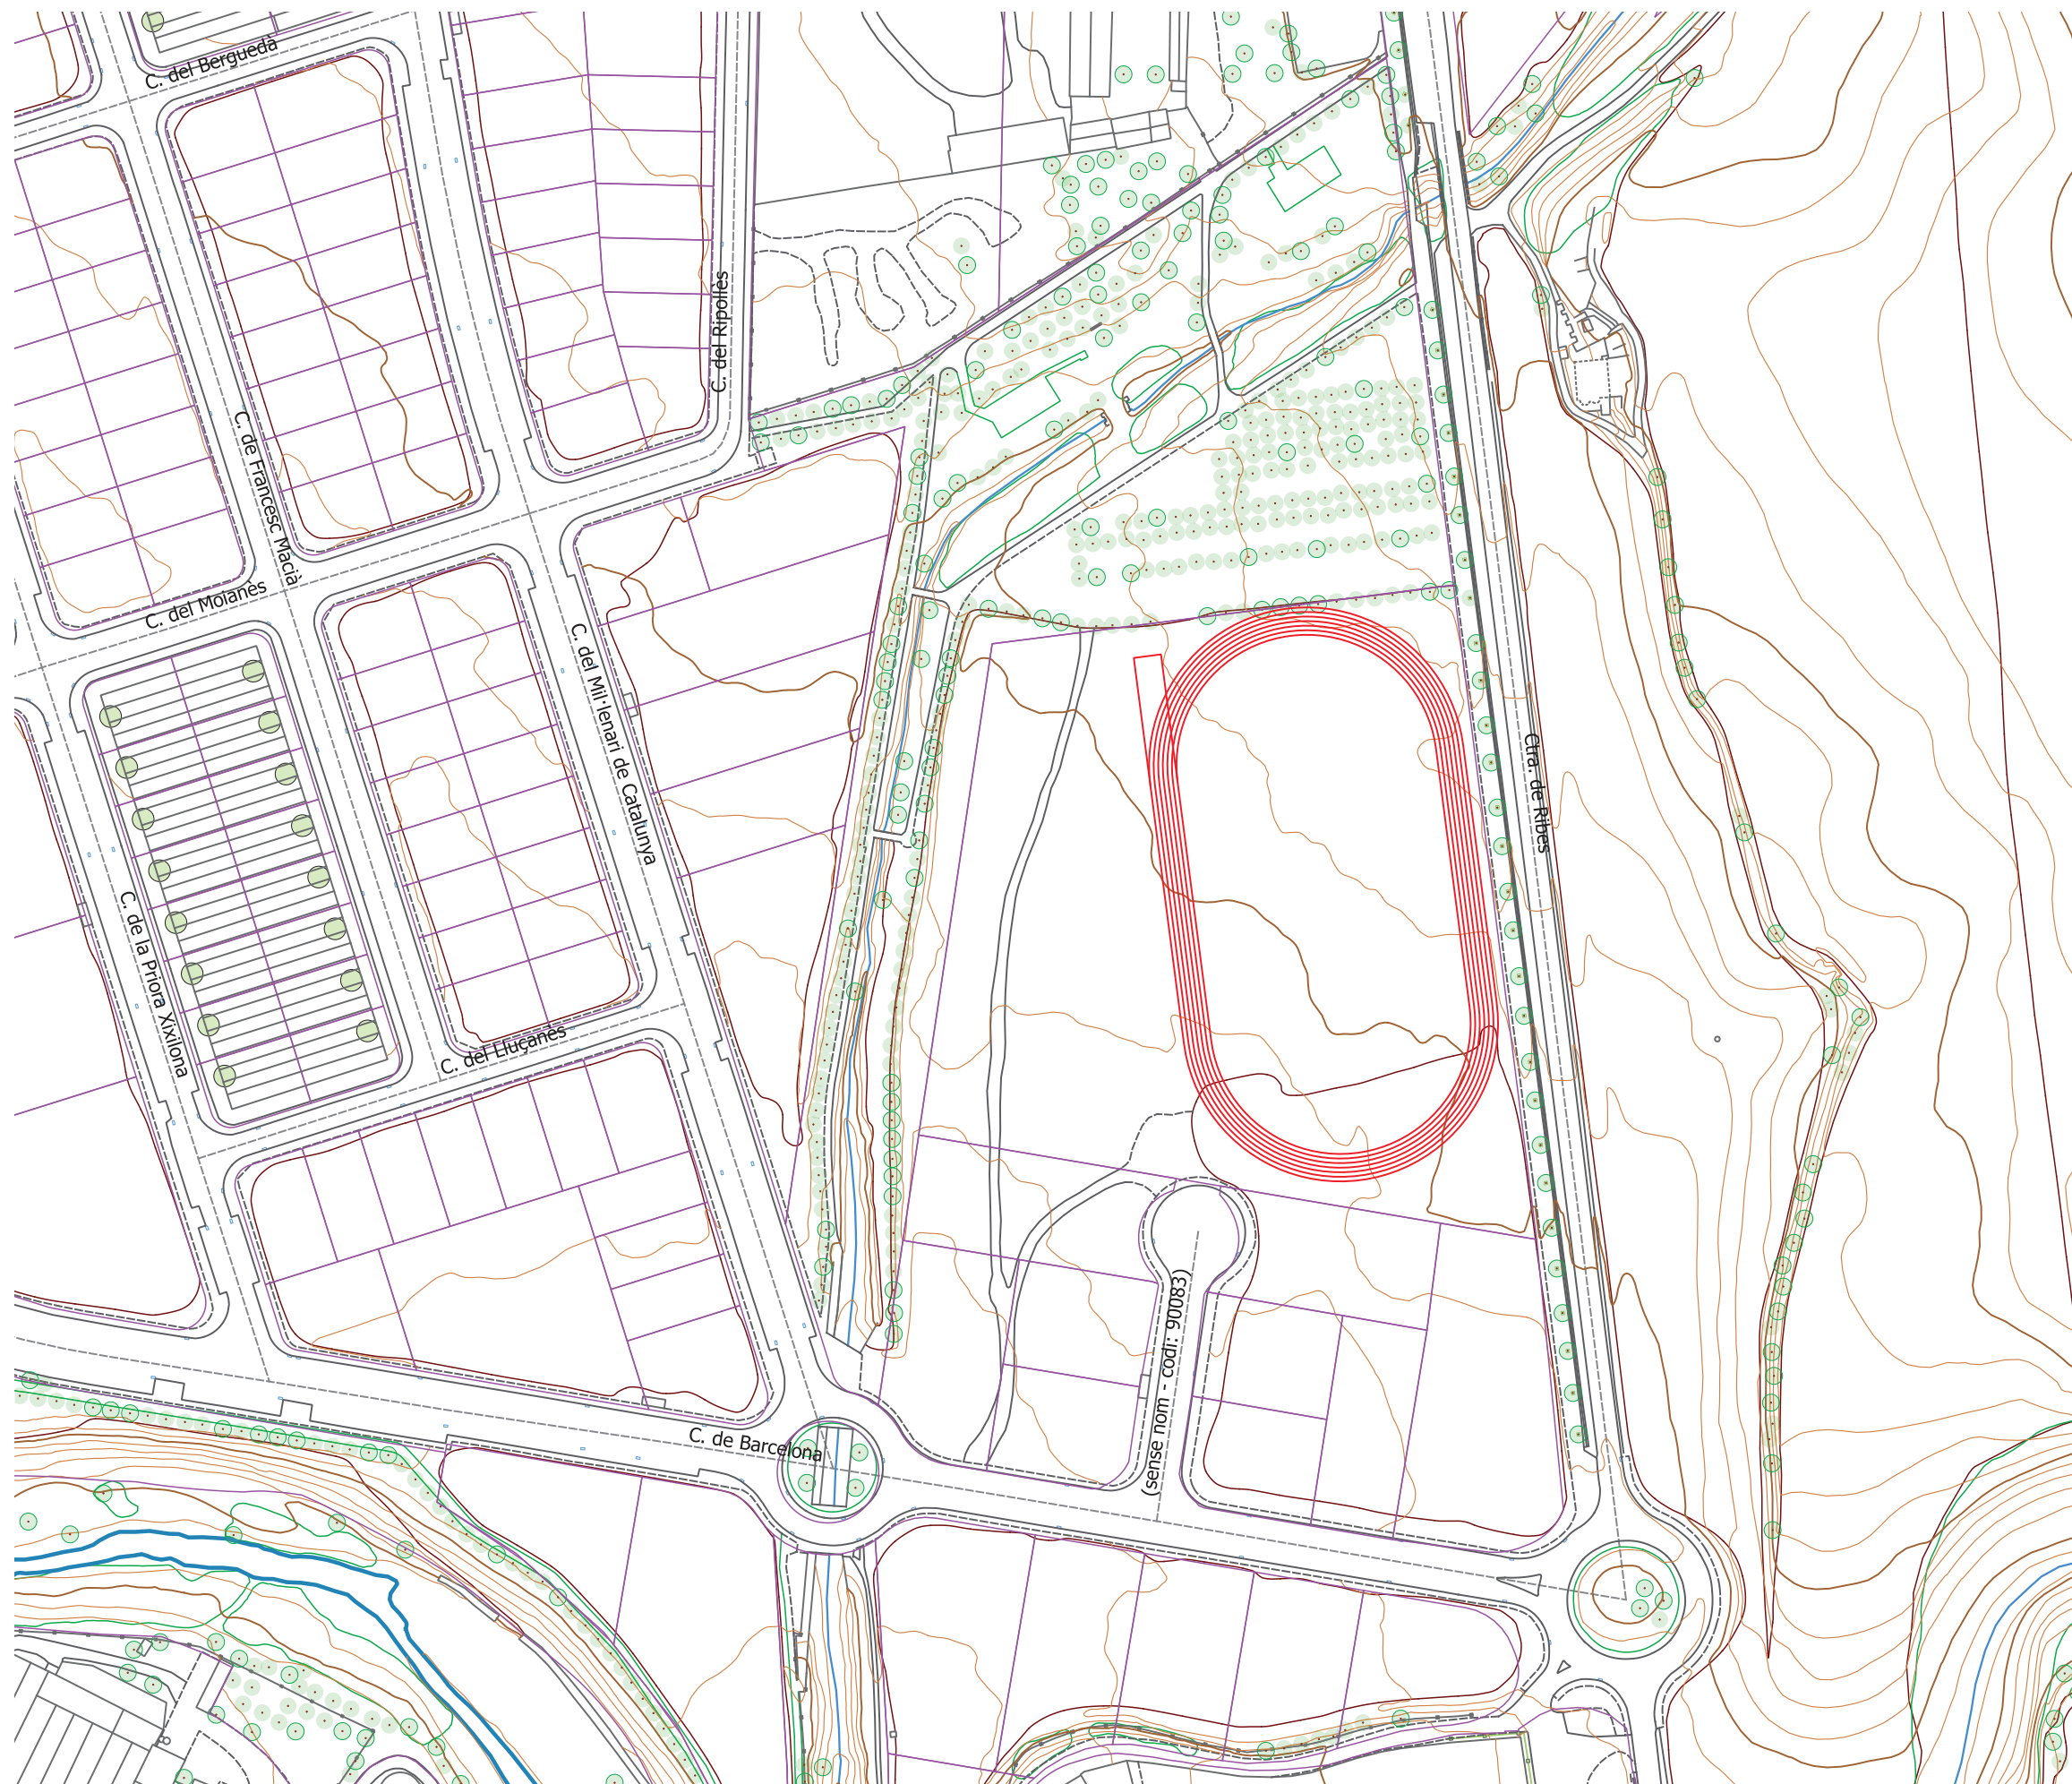 C. del Berguedà
C. del Ripollès
C. de Francesc Macià
C. del Moianès
C. del Mil·lenari de Catalunya
Ctra. de Ribes
C. de la Priora Xixilona
C. del Lluçanès
(sense nom - codi: 90083)
C. de Barcelona